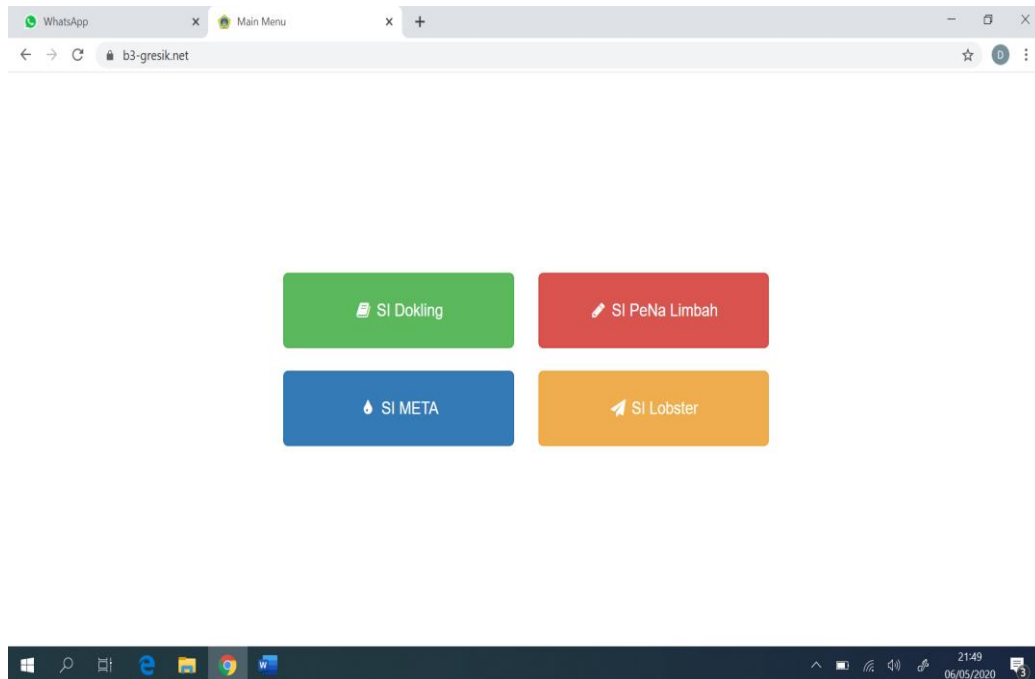 WhatsApp
Main Menu
b3-gresik.net
D
SI Dokling
SI PeNa Limbah
SI META
SI Lobster
21:49
06/05/2020
3